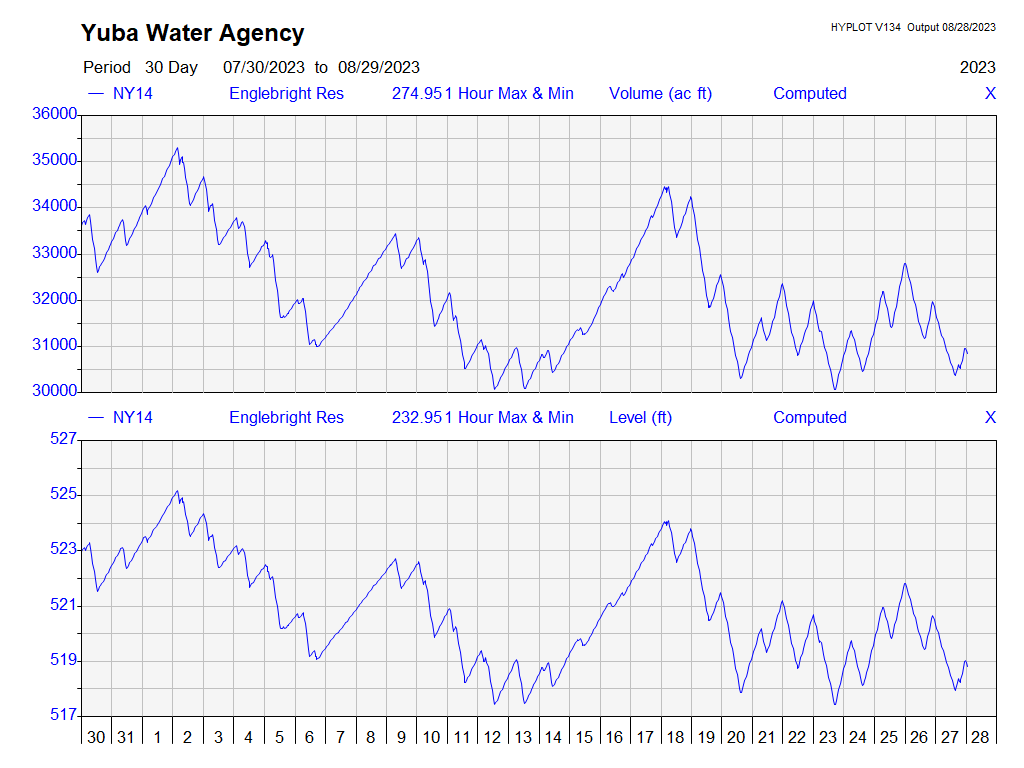 Yuba Water Agency
HYPLOT V134 Output 08/28/2023
Period 30 Day 07/30/2023 to 08/29/2023
2023
NY14 Englebright Res 274.951 Hour Max & Min Volume (ac ft) Computed X
36000
35000
34000
33000
32000
31000
30000
NY14 Englebright Res 232.951 Hour Max & Min Level (ft) Computed X
527
525
523
521
519
517
30 31 1 2 3 4 5 6 7 8 9 10 11 12 13 14 15 16 17 18 19 20 21 22 23 24 25 26 27 28